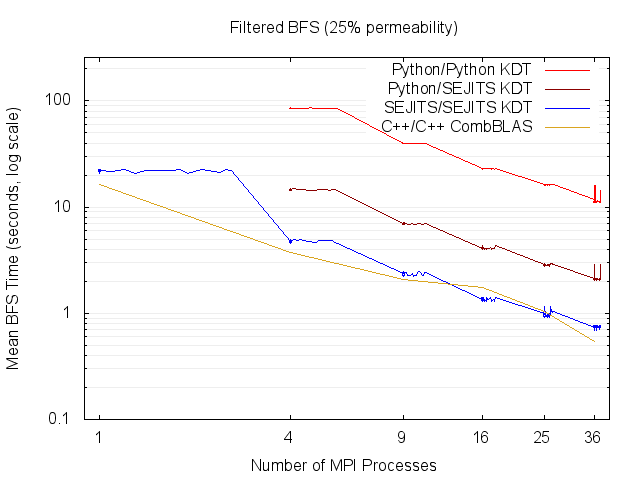 Filtered BFS (25% permeability)
Python/Python KDT
Python/SEJITS KDT
SEJITS/SEJITS KDT
C++/C++ CombBLAS
Mean BFS Time (seconds, log scale)
100
10
1
0.1
1 4 9 16 25 36
Number of MPI Processes